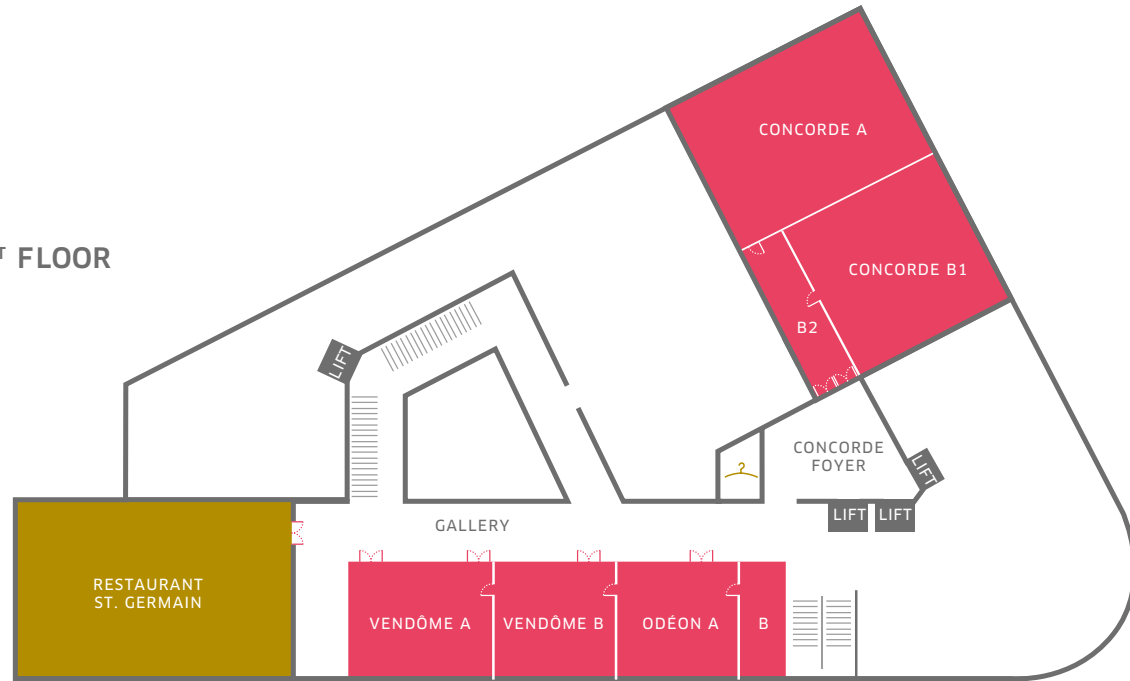 CONCORDE A
T FLOOR
CONCORDE B1
B2
LIFT
CONCORDE
FOYER
LIFT
LIFT LIFT
GALLERY
RESTAURANT
ST. GERMAIN
VENDÔME A VENDÔME B ODÉON A B